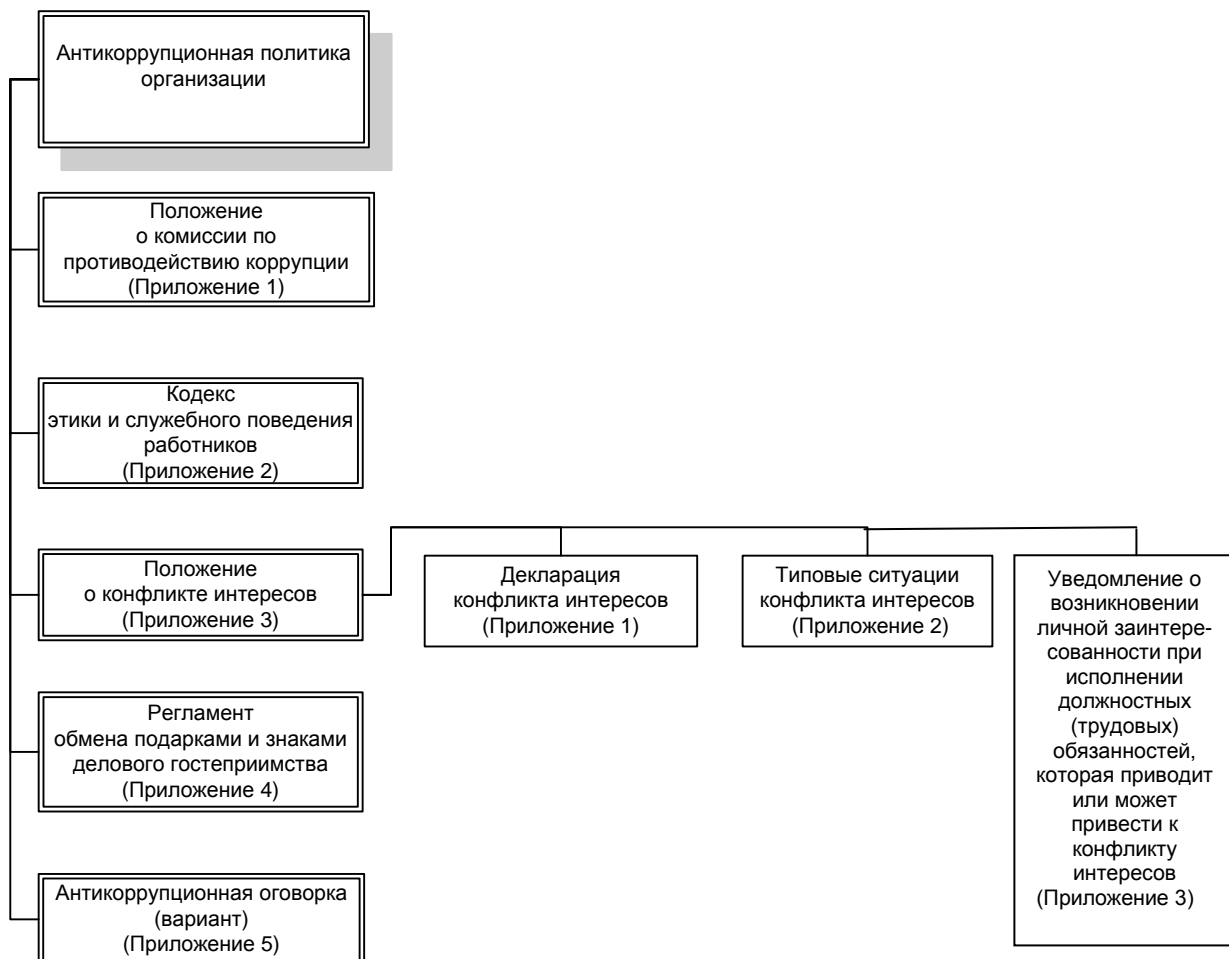 Антикоррупционная политика
организации
Положение
о комиссии по
противодействию коррупции
(Приложение 1)
Кодекс
этики и служебного поведения
работников
(Приложение 2)
Положение
о конфликте интересов
(Приложение 3)
Декларация
конфликта интересов
(Приложение 1)
Типовые ситуации
конфликта интересов
(Приложение 2)
Уведомление о
возникновении
личной заинтере-
сованности при
исполнении
должностных
(трудовых)
обязанностей,
которая приводит
или может
привести к
конфликту
интересов
(Приложение 3)
Регламент
обмена подарками и знаками
делового гостеприимства
(Приложение 4)
Антикоррупционная оговорка
(вариант)
(Приложение 5)